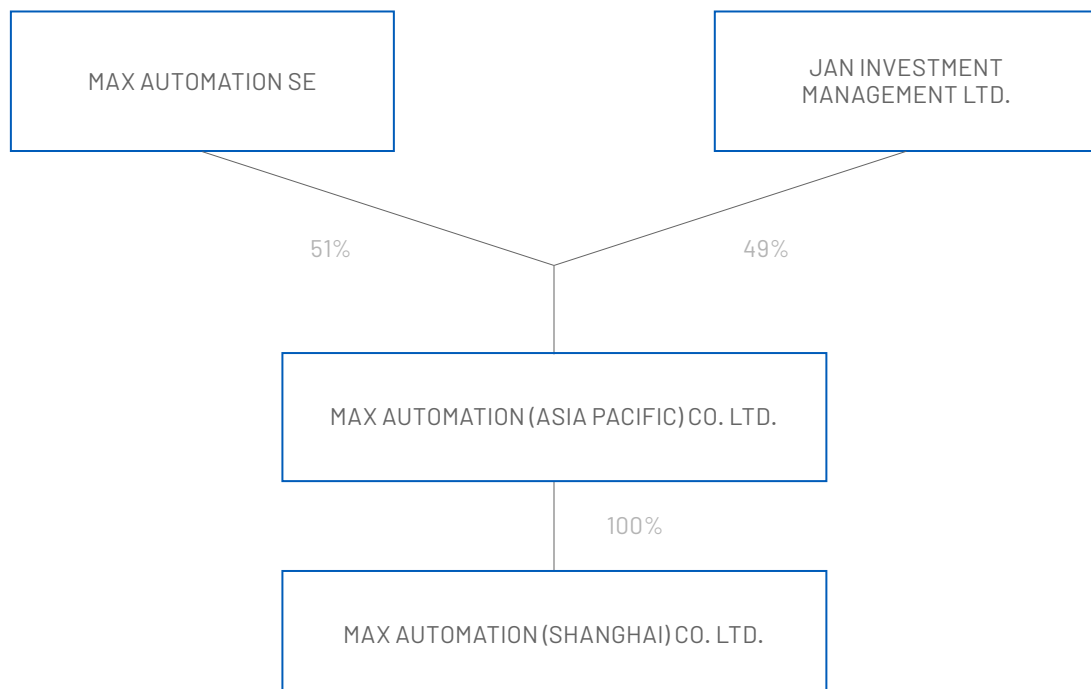 MAX AUTOMATION SE
JAN INVESTMENT
MANAGEMENT LTD.
51%
49%
MAX AUTOMATION (ASIA PACIFIC) CO. LTD.
100%
MAX AUTOMATION (SHANGHAI) CO. LTD.